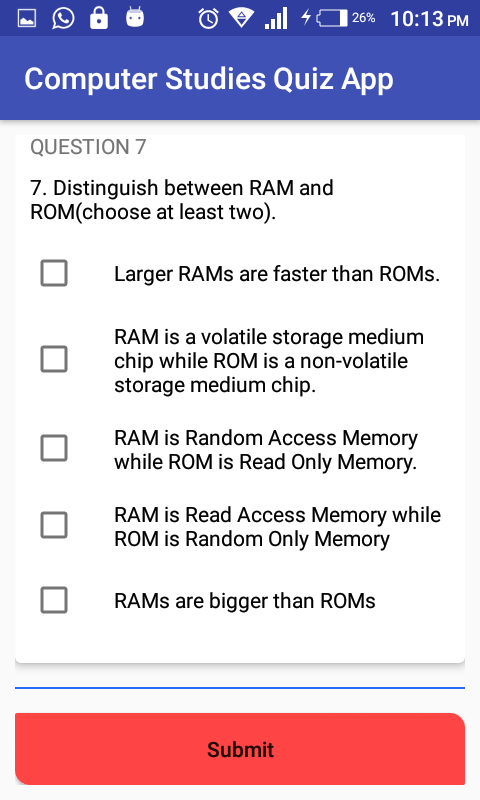 26% 10:13 PM
Computer Studies Quiz App
QUESTION 7
7. Distinguish between RAM and
ROM(choose at least two).
Larger RAMs are faster than ROMs.
RAM is a volatile storage medium
chip while ROM is a non-volatile
storage medium chip.
RAM is Random Access Memory
while ROM is Read Only Memory.
RAM is Read Access Memory while
ROM is Random Only Memory
RAMs are bigger than ROMs
Submit